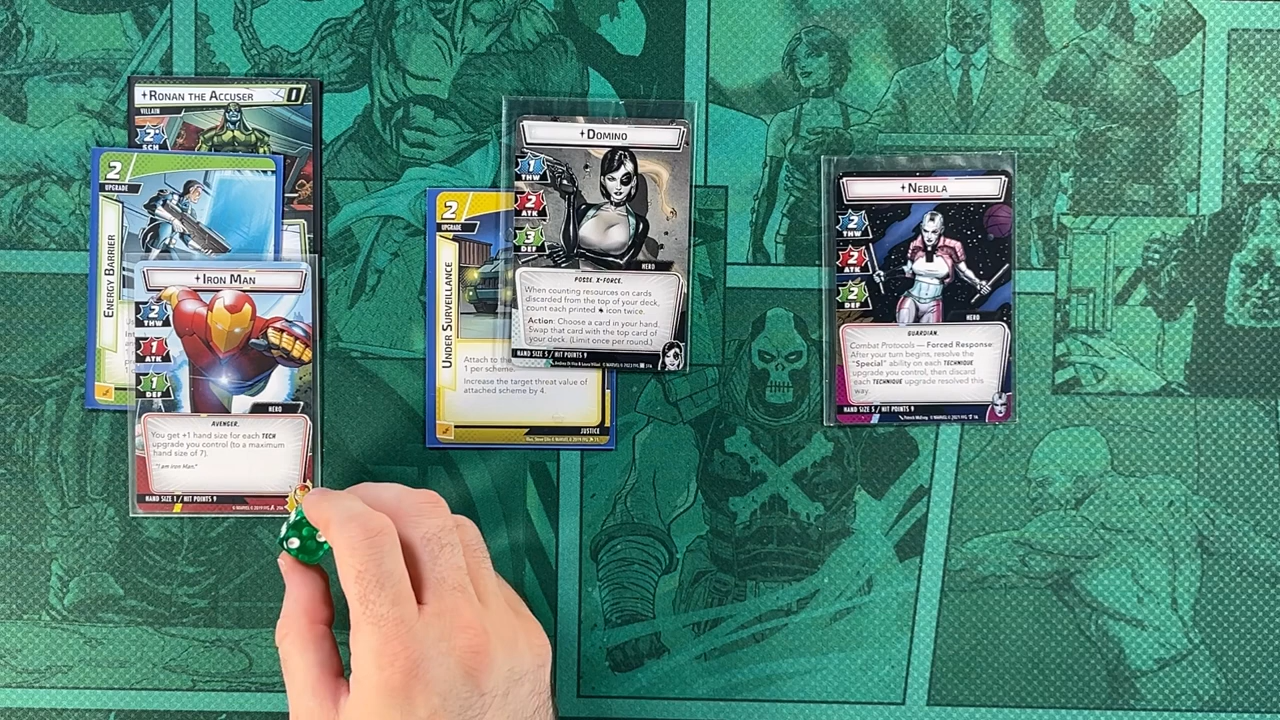 RONAN THE ACCUSER
0
VILLAIN
2
SCH
2
UPGRADE
ENERGY BARRIER
IRON MAN
2
THW
1
ATK
1
DEF
HERO
AVENGER.
You get +1 hand size for each TECH
upgrade you control (to a maximum
hand size of 7).
"I am Iron Man."
HAND SIZE 1 / HIT POINTS 9
2
UPGRADE
UNDER SURVEILLANCE
Attach to the
1 per scheme.
Increase the target threat value of
attached scheme by 4.
JUSTICE
DOMINO
1
THW
2
ATK
3
DEF
HERO
POSSE. X-FORCE.
When counting resources on cards
discarded from the top of your deck,
count each printed icon twice.
Action: Choose a card in your hand.
Swap that card with the top card of
your deck. (Limit once per round.)
HAND SIZE 5 / HIT POINTS 9
NEBULA
2
THW
2
ATK
2
DEF
HERO
GUARDIAN.
Combat Protocols — Forced Response:
After your turn begins, resolve the
"Special" ability on each TECHNIQUE
upgrade you control, then discard
each TECHNIQUE upgrade resolved this
way.
HAND SIZE 5 / HIT POINTS 9